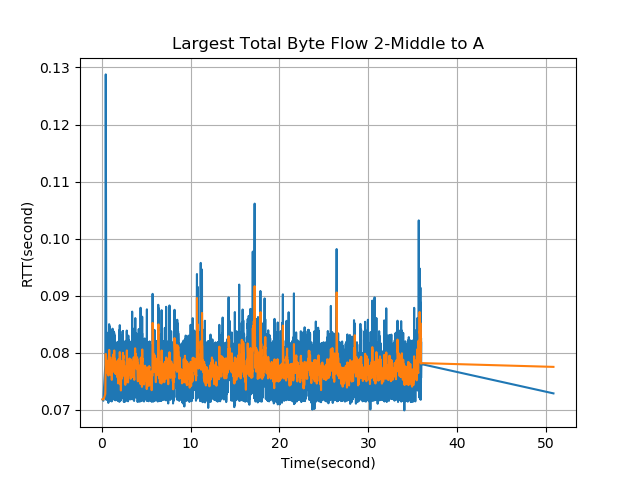 Largest Total Byte Flow 2-Middle to A
0.13
0.12
0.11
0.10
0.09
0.08
0.07
RTT(second)
0 10 20 30 40 50
Time(second)